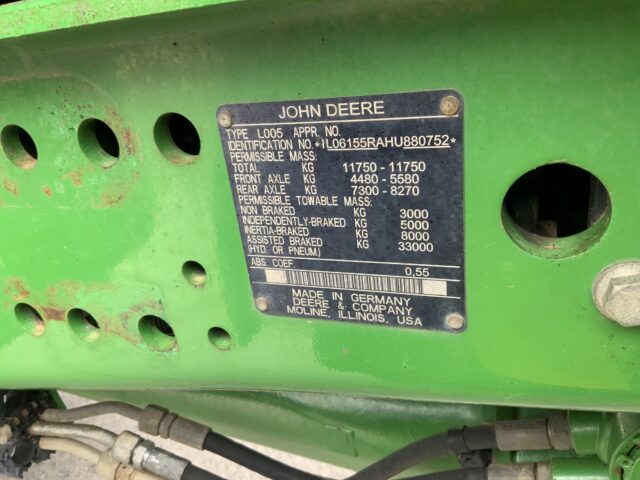 JOHN DEERE
TYPE L005 APPR. NO.
IDENTIFICATION NO.*1L06155RAHU880752*
PERMISSIBLE MASS:
TOTAL KG 11750 - 11750
FRONT AXLE KG 4480 - 5580
REAR AXLE KG 7300 - 8270
PERMISSIBLE TOWABLE MASS:
NON BRAKED KG 3000
INDEPENDENTLY-BRAKED KG 5000
INERTIA-BRAKED KG 8000
ASSISTED BRAKED KG 33000
(HYD. OR PNEUM.)
ABS. COEF. 0,55
MADE IN GERMANY
DEERE & COMPANY
MOLINE, ILLINOIS, USA